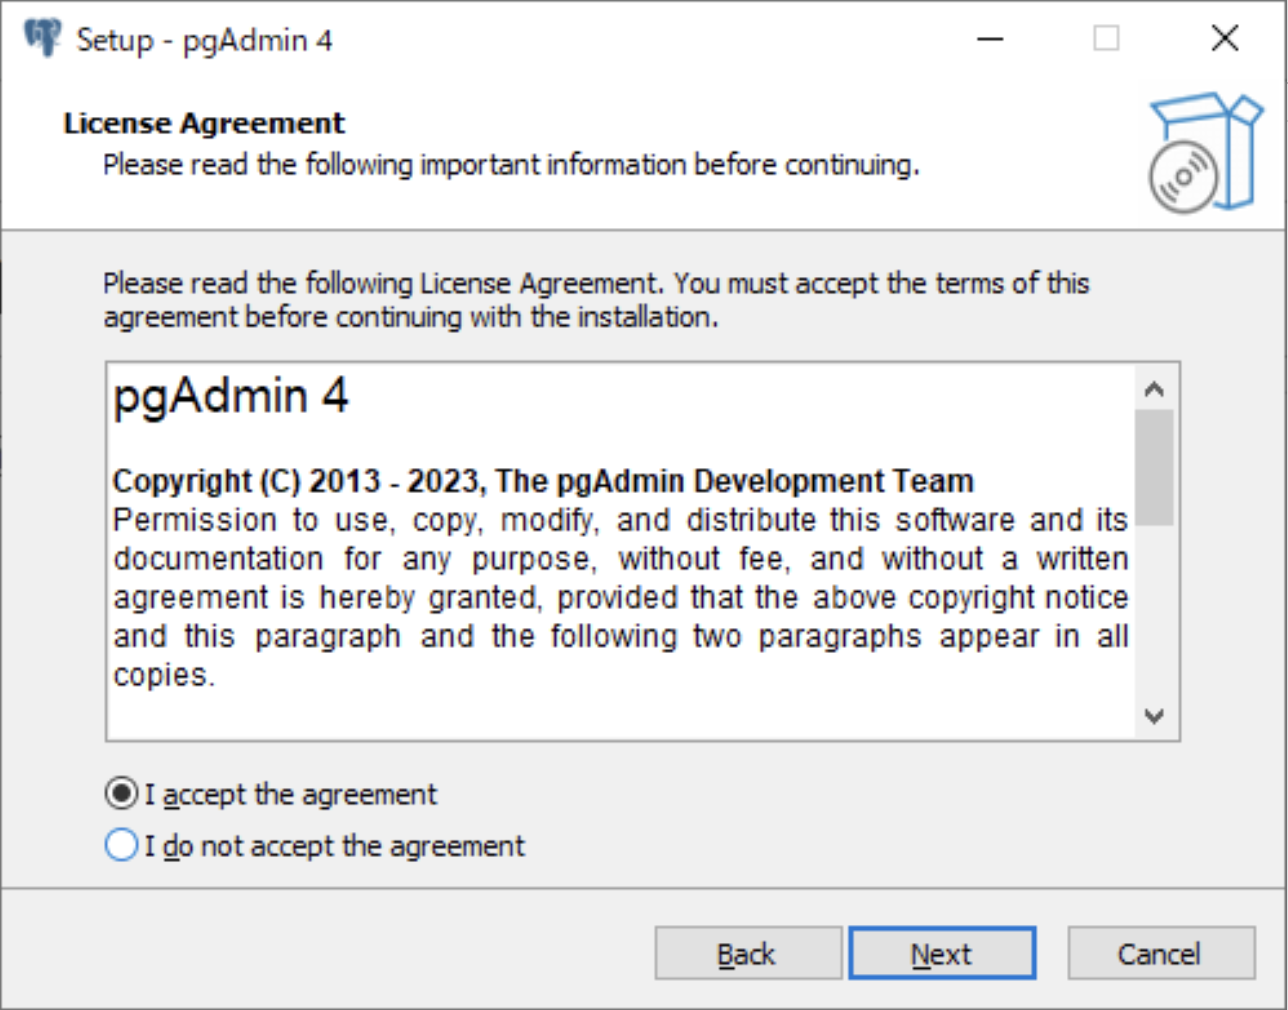 Setup - pgAdmin 4
License Agreement
Please read the following important information before continuing.
Please read the following License Agreement. You must accept the terms of this
agreement before continuing with the installation.
pgAdmin 4
Copyright (C) 2013 - 2023, The pgAdmin Development Team
Permission to use, copy, modify, and distribute this software and its
documentation for any purpose, without fee, and without a written
agreement is hereby granted, provided that the above copyright notice
and this paragraph and the following two paragraphs appear in all
copies.
I accept the agreement
I do not accept the agreement
Back Next Cancel